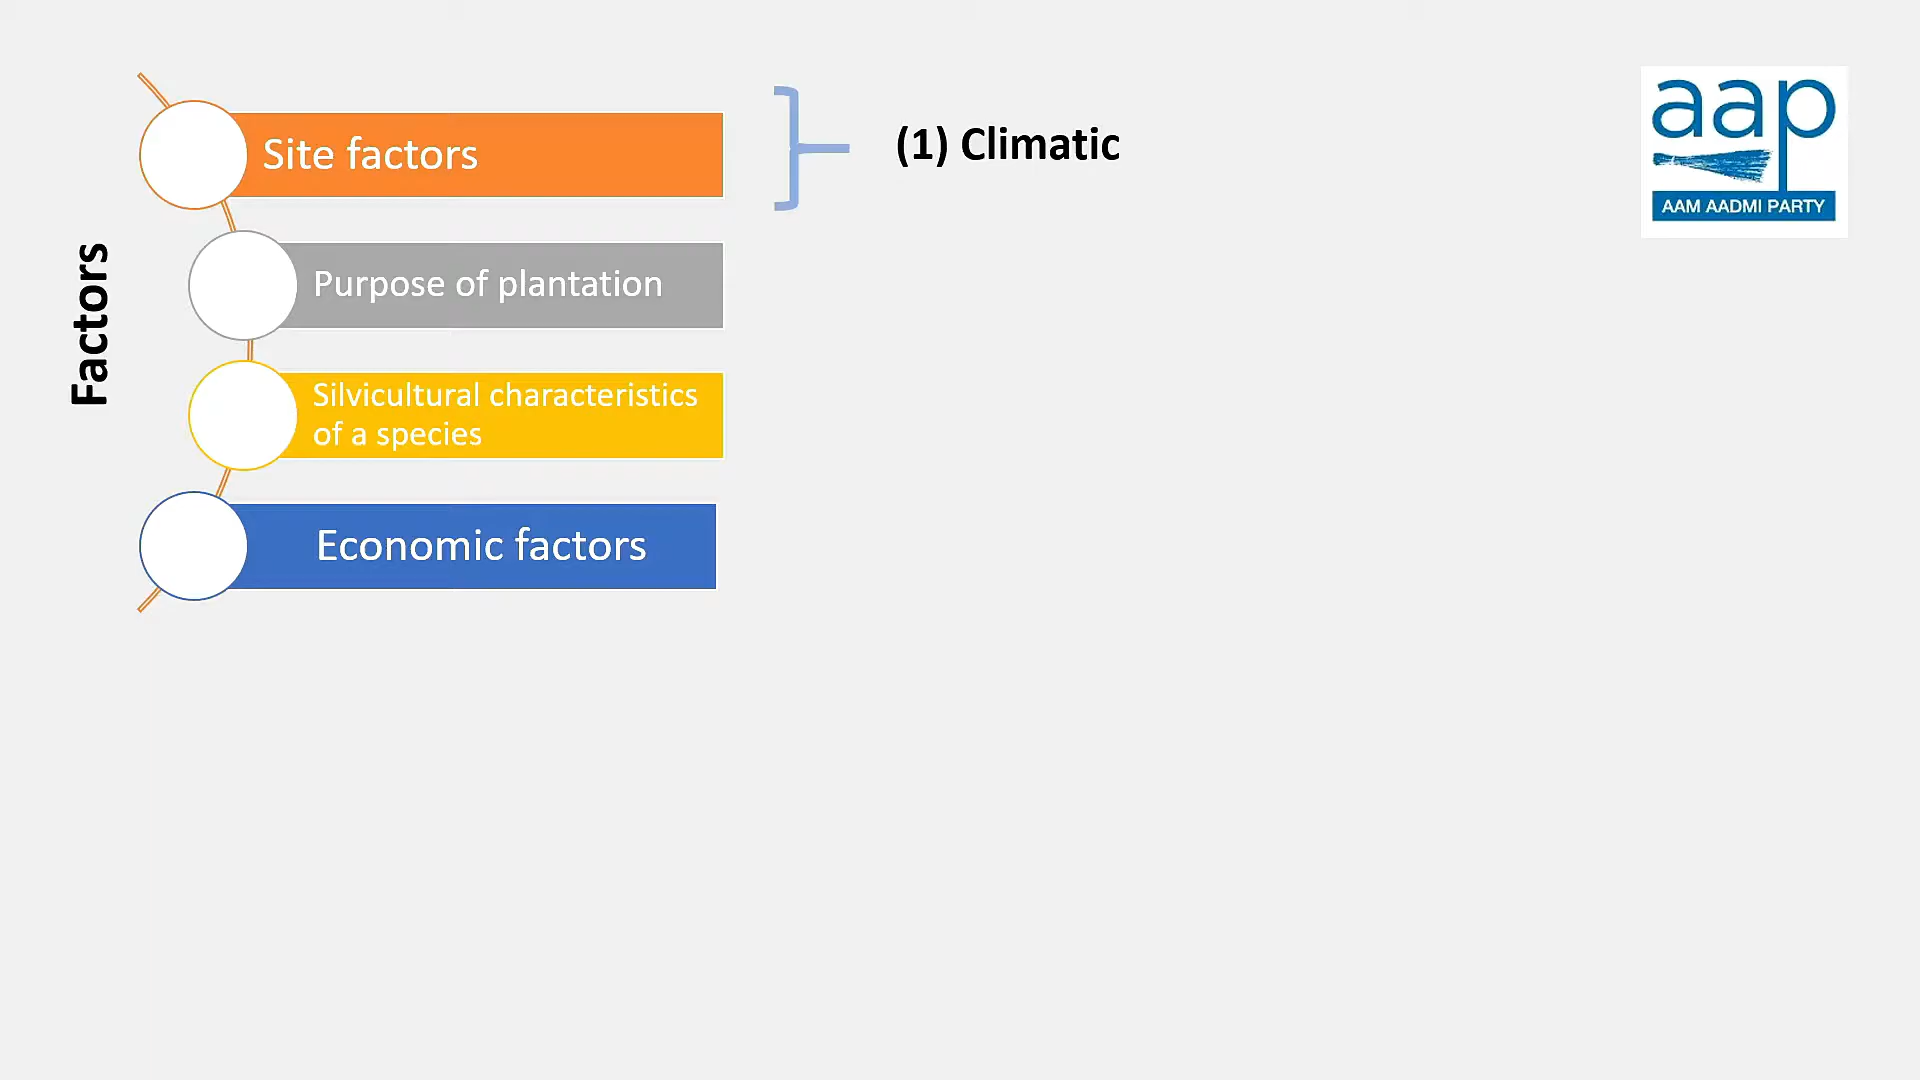 Factors
Site factors
(1) Climatic
Purpose of plantation
Silvicultural characteristics
of a species
Economic factors
aap
AAM AADMI PARTY